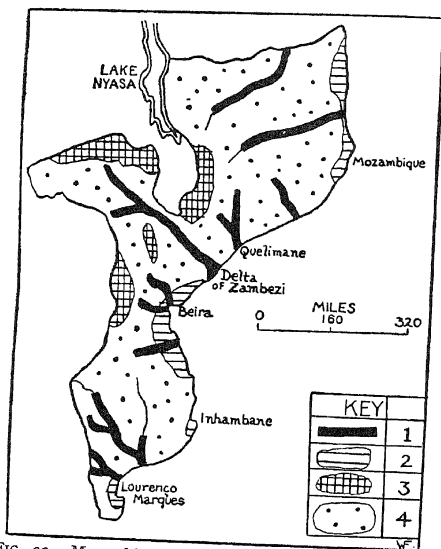 LAKE
NYASA
Mozambique
Quelimane
Delta
OF Zambezi
Beira
MILES
0 160 320
Inhambane
Lourenco
Marques
KEY
1
2
3
4